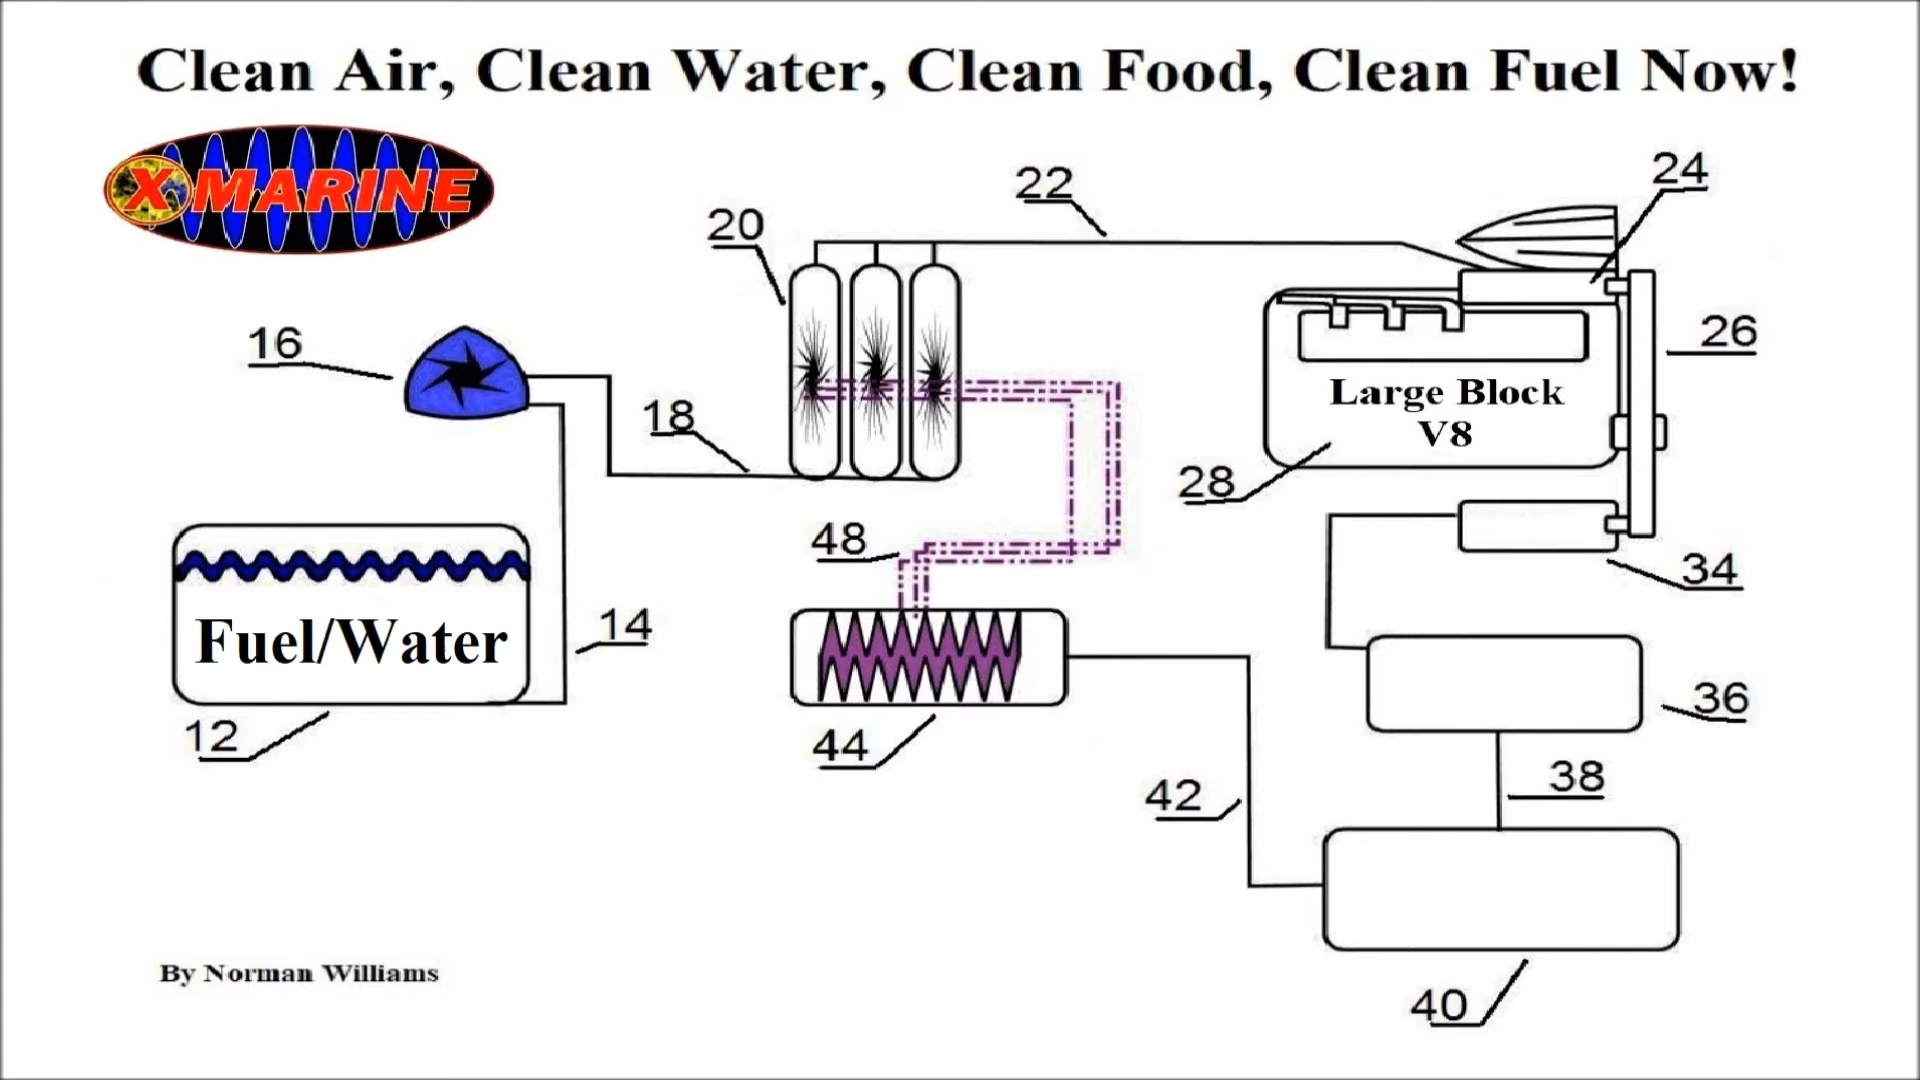 Clean Air, Clean Water, Clean Food, Clean Fuel Now!
X MARINE
24
22
20
26
16
18
Large Block
V8
28
48
34
Fuel/Water
14
36
12
44
38
42
By Norman Williams
40